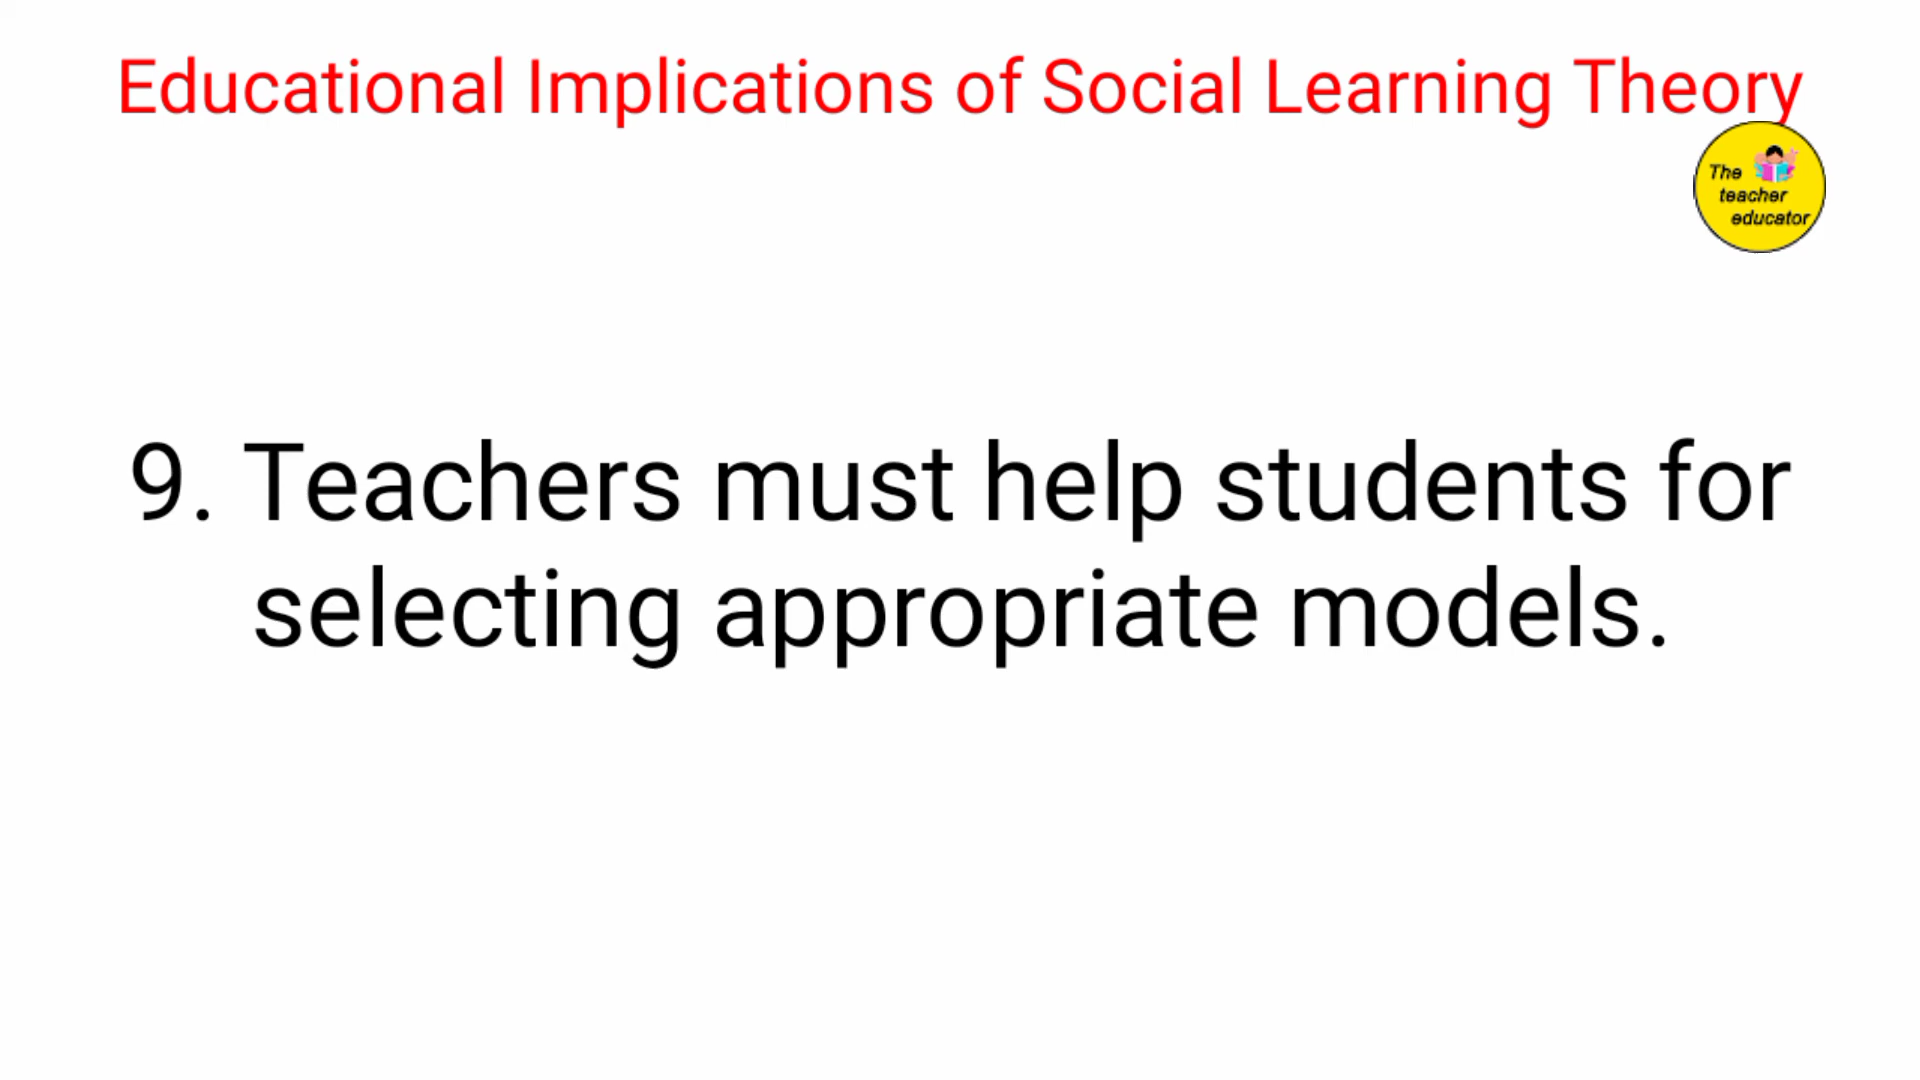 Educational Implications of Social Learning Theory
The
teacher
educator
9. Teachers must help students for
selecting appropriate models.